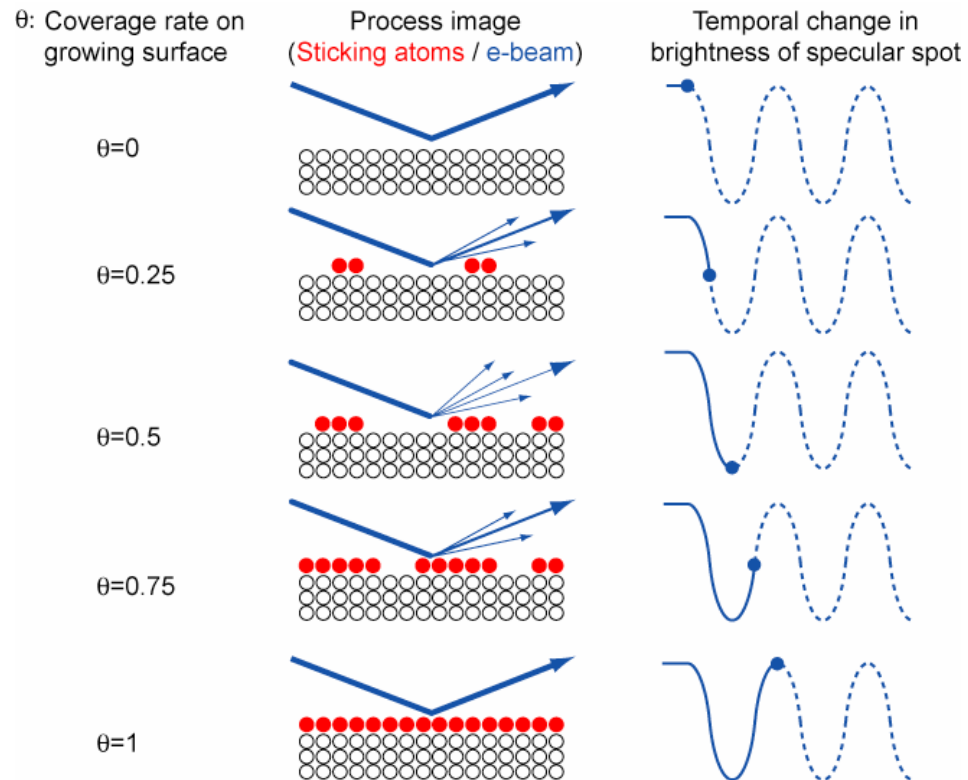 θ: Coverage rate on
growing surface
Process image
(Sticking atoms / e-beam)
Temporal change in
brightness of specular spot
θ=0
θ=0.25
θ=0.5
θ=0.75
θ=1